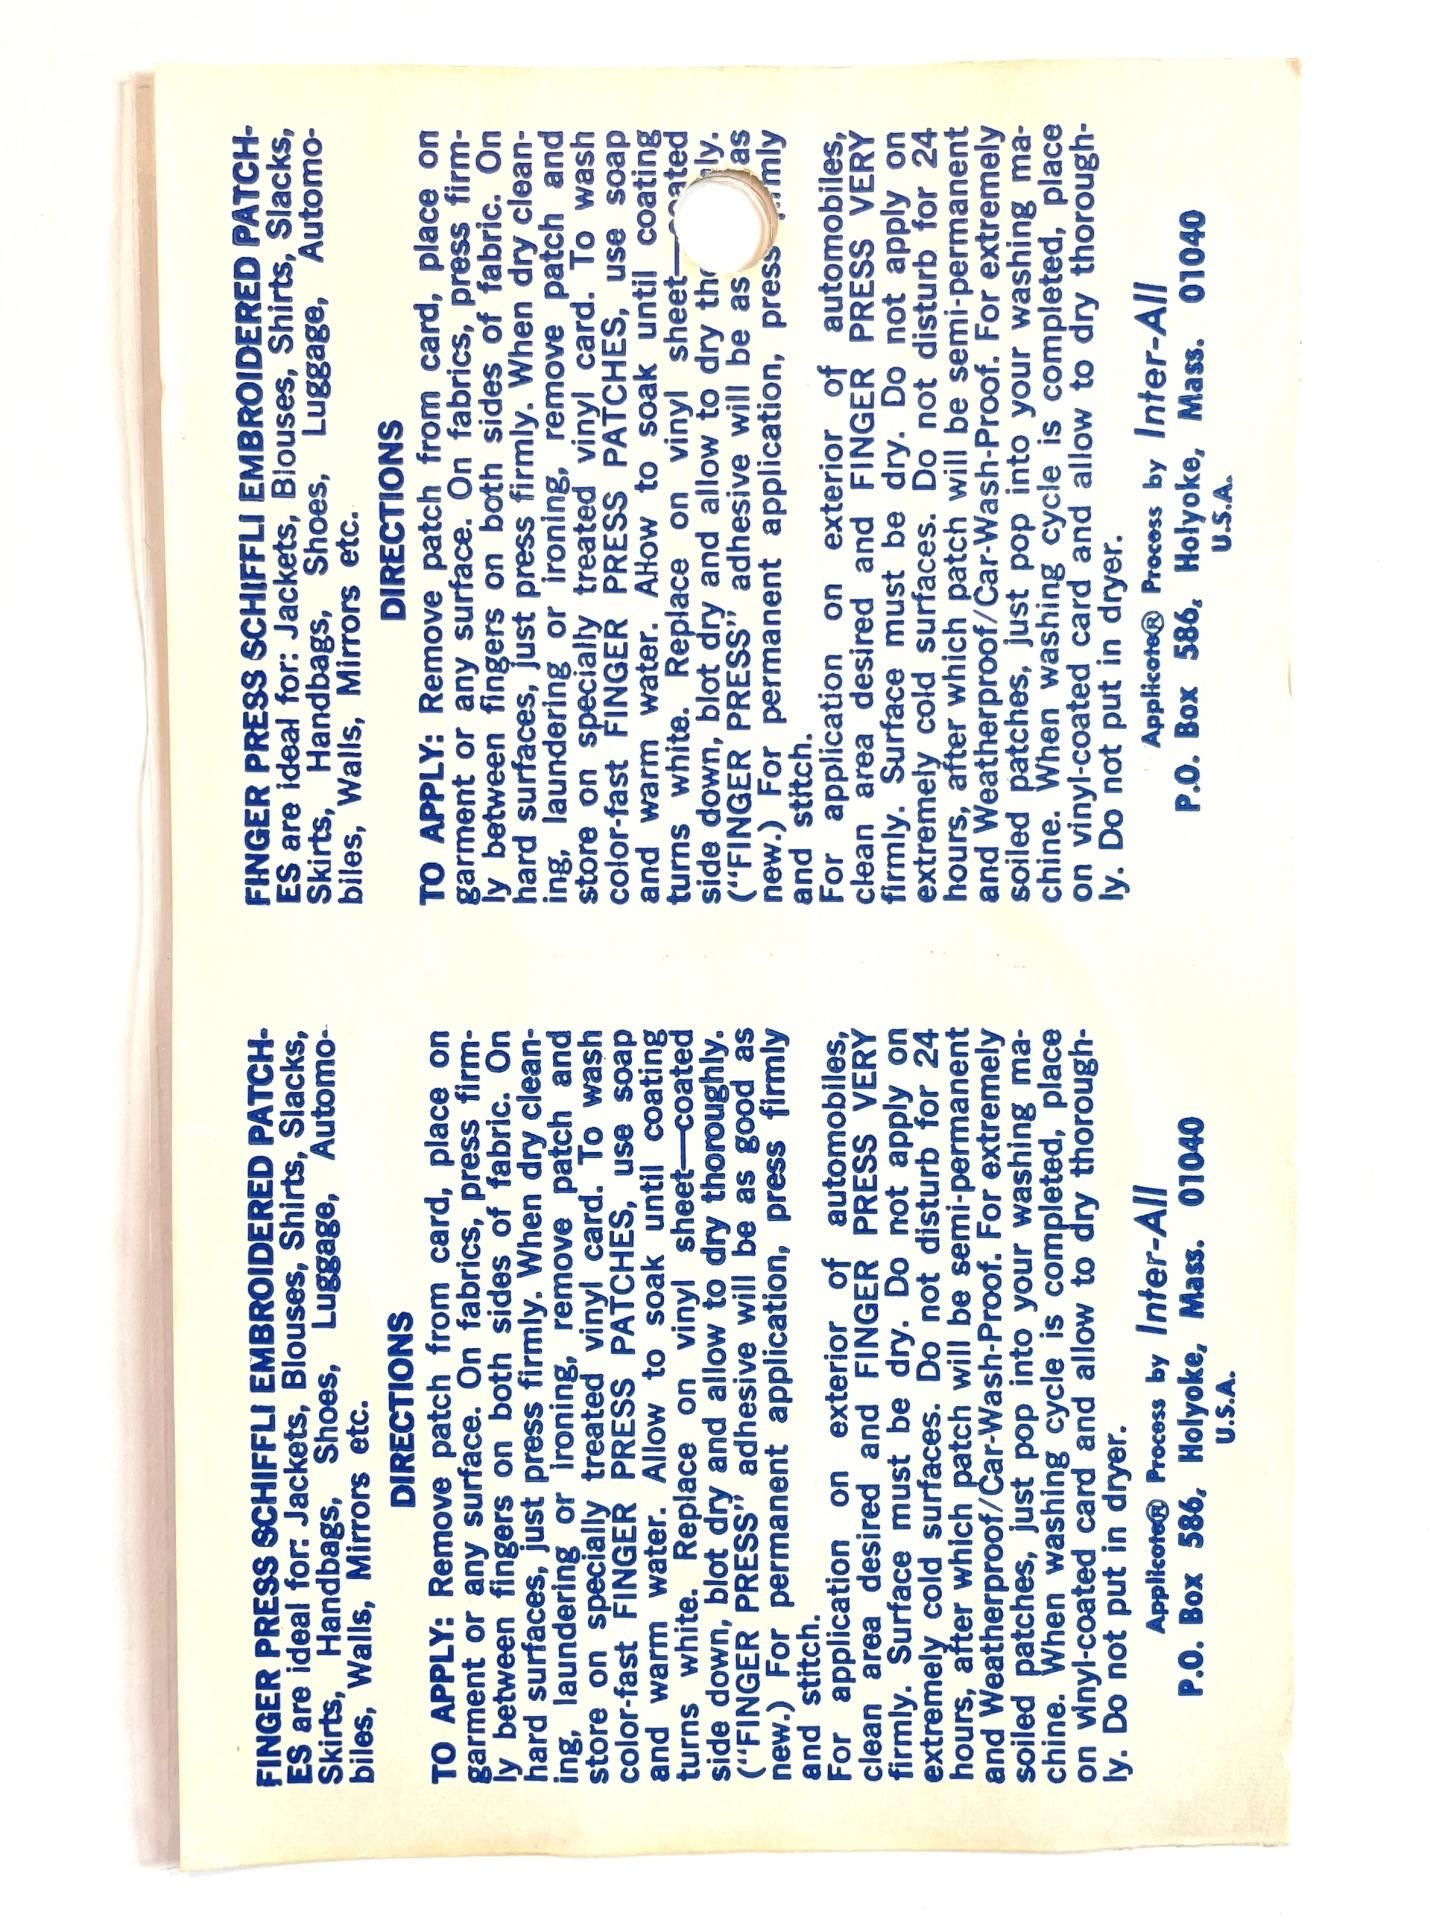 FINGER PRESS SCHIFFLI EMBROIDERED PATCH-
ES are ideal for: Jackets, Blouses, Shirts, Slacks,
Skirts, Handbags, Shoes, Luggage, Automo-
biles, Walls, Mirrors etc.
DIRECTIONS
TO APPLY: Remove patch from card, place on
garment or any surface. On fabrics, press firm-
ly between fingers on both sides of fabric. On
hard surfaces, just press firmly. When dry clean-
ing, laundering or ironing, remove patch and
store on specially treated vinyl card. To wash
color-fast FINGER PRESS PATCHES, use soap
and warm water. Allow to soak until coating
turns white. Replace on vinyl sheet—coated
side down, blot dry and allow to dry thoroughly.
("FINGER PRESS" adhesive will be as good as
new.) For permanent application, press firmly
and stitch.
For application on exterior of automobiles,
clean area desired and FINGER PRESS VERY
firmly. Surface must be dry. Do not apply on
extremely cold surfaces. Do not disturb for 24
hours, after which patch will be semi-permanent
and Weatherproof/Car-Wash-Proof. For extremely
soiled patches, just pop into your washing ma-
chine. When washing cycle is completed, place
on vinyl-coated card and allow to dry thorough-
ly. Do not put in dryer.
Applicate® Process by Inter-All
P.O. Box 586, Holyoke, Mass. 01040
U.S.A.
FINGER PRESS SCHIFFLI EMBROIDERED PATCH-
ES are ideal for: Jackets, Blouses, Shirts, Slacks,
Skirts, Handbags, Shoes, Luggage, Automo-
biles, Walls, Mirrors etc.
DIRECTIONS
TO APPLY: Remove patch from card, place on
garment or any surface. On fabrics, press firm-
ly between fingers on both sides of fabric. On
hard surfaces, just press firmly. When dry clean-
ing, laundering or ironing, remove patch and
store on specially treated vinyl card. To wash
color-fast FINGER PRESS PATCHES, use soap
and warm water. Allow to soak until coating
turns white. Replace on vinyl sheet—
side down, blot dry and allow to dry
("FINGER PRESS" adhesive will be as as
new.) For permanent application, press
and stitch.
For application on exterior of automobiles,
clean area desired and FINGER PRESS VERY
firmly. Surface must be dry. Do not apply on
extremely cold surfaces. Do not disturb for 24
hours, after which patch will be semi-permanent
and Weatherproof/Car-Wash-Proof. For extremely
soiled patches, just pop into your washing ma-
chine. When washing cycle is completed, place
on vinyl-coated card and allow to dry thorough-
ly. Do not put in dryer.
Applicate® Process by Inter-All
P.O. Box 586, Holyoke, Mass. 01040
U.S.A.